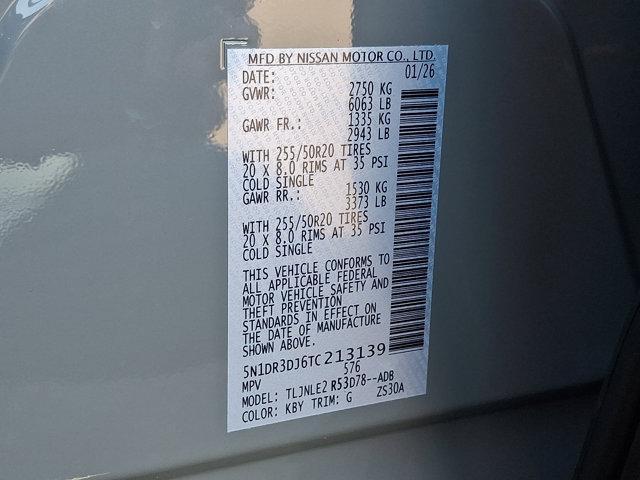 MFD BY NISSAN MOTOR CO., LTD.
DATE: 01/26
GVWR: 2750 KG
6063 LB
GAWR FR.: 1335 KG
2943 LB
WITH 255/50R20 TIRES
20 X 8.0 RIMS AT 35 PSI
COLD SINGLE
GAWR RR.: 1530 KG
3373 LB
WITH 255/50R20 TIRES
20 X 8.0 RIMS AT 35 PSI
COLD SINGLE
THIS VEHICLE CONFORMS TO
ALL APPLICABLE FEDERAL
MOTOR VEHICLE SAFETY AND
THEFT PREVENTION
STANDARDS IN EFFECT ON
THE DATE OF MANUFACTURE
SHOWN ABOVE.
5N1DR3DJ6TC213139
MPV 576
MODEL: TLJNLE2 R53D78--ADB
COLOR: KBY TRIM: G ZS30A